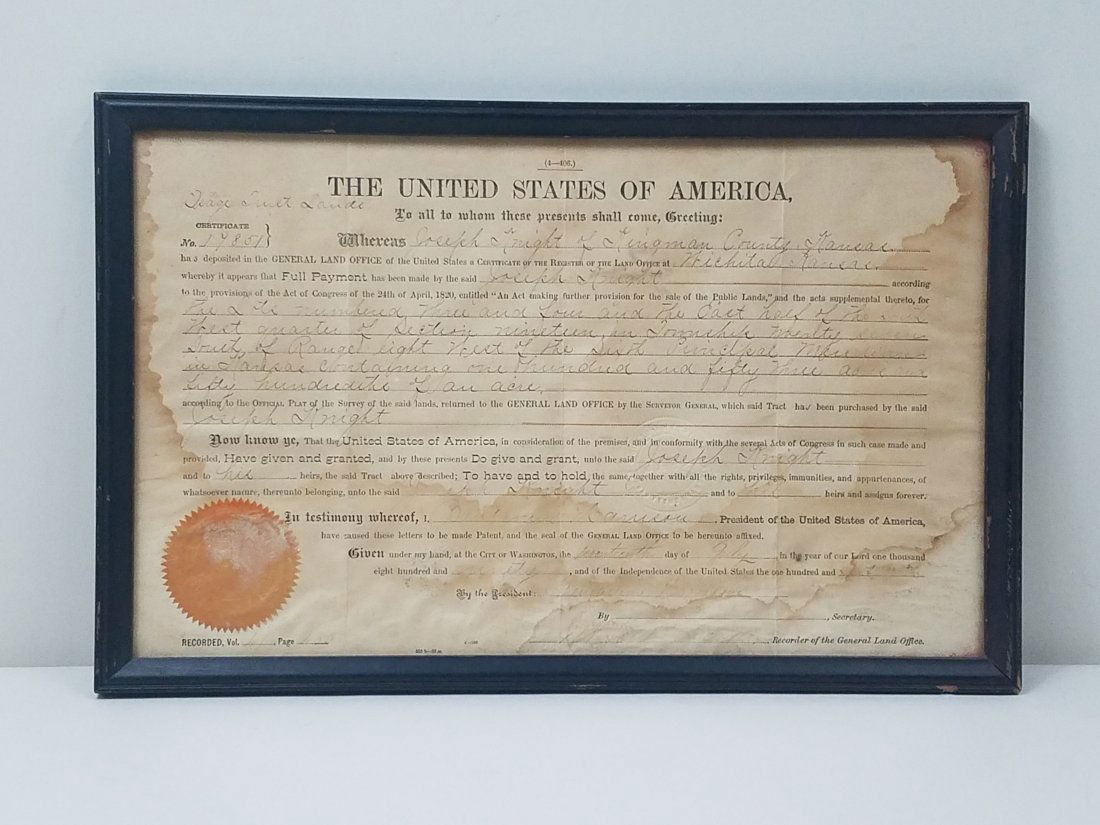 (4—406.)
THE UNITED STATES OF AMERICA,
Osage Trust Lands
To all to whom these presents shall come, Greeting:
CERTIFICATE
No. 19851
Whereas Joseph Knight of Kingman County, Kansas
has deposited in the GENERAL LAND OFFICE of the United States a CERTIFICATE OF THE REGISTER OF THE LAND OFFICE at Wichita, Kansas,
whereby it appears that Full Payment has been made by the said Joseph Knight according
to the provisions of the Act of Congress of the 24th of April, 1820, entitled "An Act making further provision for the sale of the Public Lands," and the acts supplemental thereto, for
the Lots numbered three and four and the East half of the
West quarter of Section nineteen, in Township twenty
South, of Range eight West of the Sixth Principal Meridian
in Kansas containing one hundred and fifty three acres and
fifty hundredths of an acre,
according to the OFFICIAL PLAT of the Survey of the said lands, returned to the GENERAL LAND OFFICE by the SURVEYOR GENERAL, which said Tract has been purchased by the said
Joseph Knight
Now know ye, That the United States of America, in consideration of the premises, and in conformity with the several Acts of Congress in such case made and
provided, Have given and granted, and by these presents Do give and grant, unto the said Joseph Knight
and to his heirs, the said Tract above described; To have and to hold, the same, together with all the rights, privileges, immunities, and appurtenances, of
whatsoever nature, thereunto belonging, unto the said Joseph Knight and to his heirs and assigns forever.
In testimony whereof, I, Benjamin Harrison, President of the United States of America,
have caused these letters to be made Patent, and the seal of the GENERAL LAND OFFICE to be hereunto affixed.
Given under my hand, at the CITY OF WASHINGTON, the day of in the year of our Lord one thousand
eight hundred and ninety, and of the Independence of the United States the one hundred and
By the President: Benjamin Harrison
By , Secretary.
RECORDED, Vol. , Page , Recorder of the General Land Office.